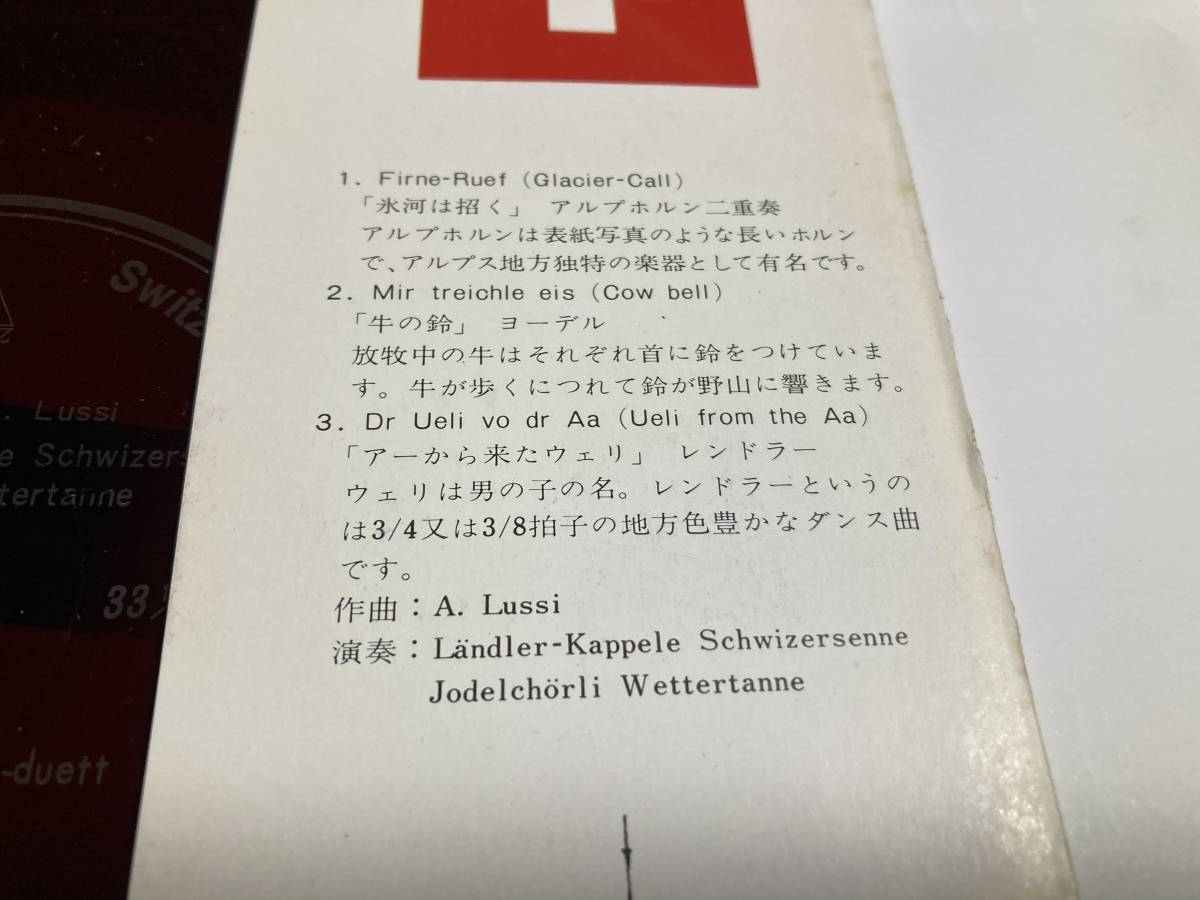 1. Firne-Ruef (Glacier-Call)
「氷河は招く」 アルプホルン二重奏
アルプホルンは表紙写真のような長いホルン
で、アルプス地方独特の楽器として有名です。
2. Mir treichle eis (Cow bell)
「牛の鈴」 ヨーデル
放牧中の牛はそれぞれ首に鈴をつけていま
す。牛が歩くにつれて鈴が野山に響きます。
3. Dr Ueli vo dr Aa (Ueli from the Aa)
「アーから来たウェリ」 レンドラー
ウェリは男の子の名。レンドラーというの
は3/4又は3/8拍子の地方色豊かなダンス曲
です。
作曲：A. Lussi
演奏：Ländler-Kappele Schwizersenne
Jodelchörli Wettertanne
Switz
. Lussi
e Schwizers
ttertanne
33
-duett